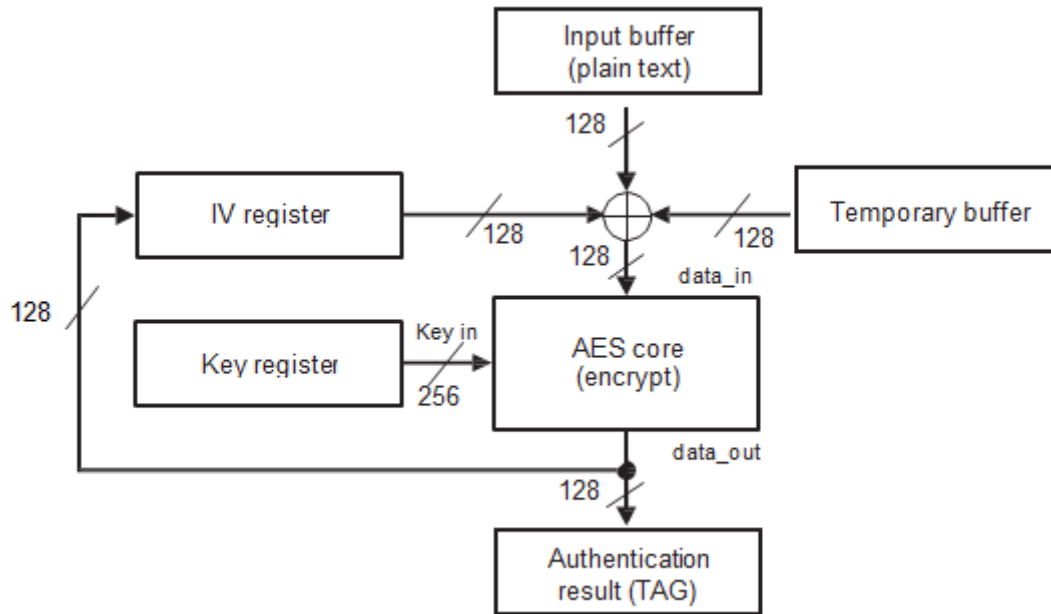 Input buffer
(plain text)
128
IV register
128
128
Temporary buffer
128
data_in
128
Key register
Key in
256
AES core
(encrypt)
data_out
128
Authentication
result (TAG)